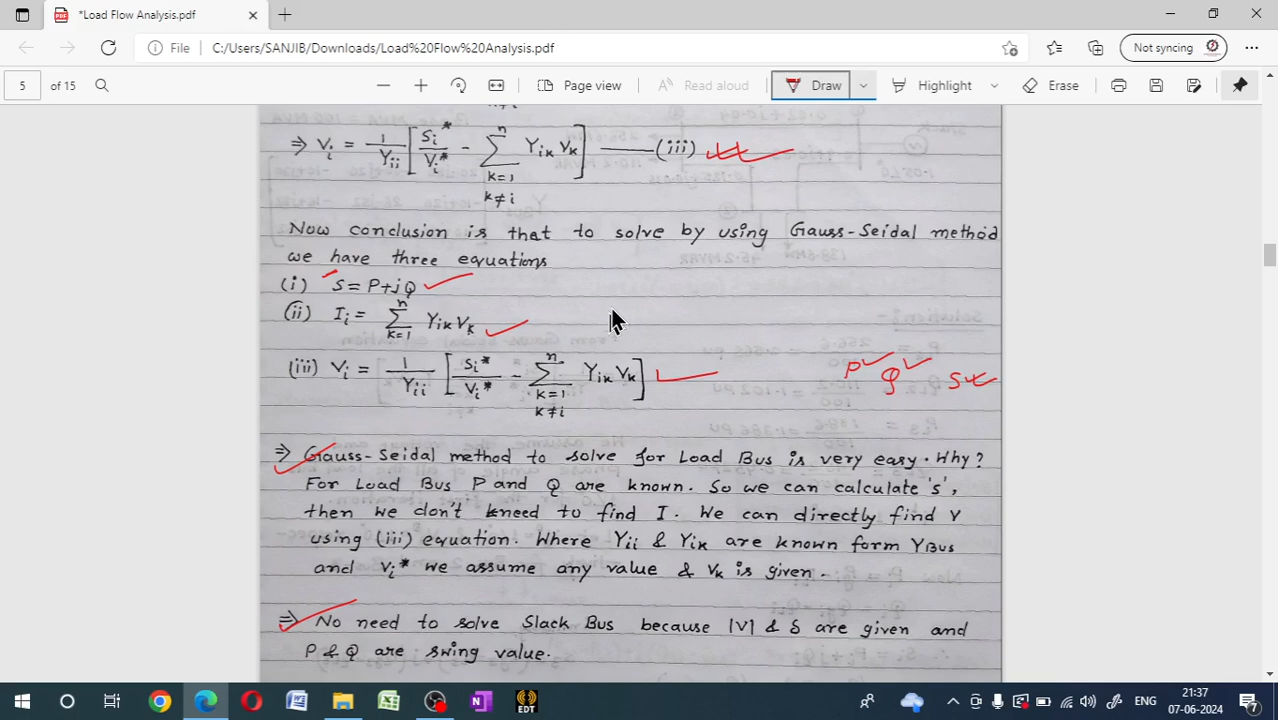 *Load Flow Analysis.pdf
File C:/Users/SANJIB/Downloads/Load%20Flow%20Analysis.pdf
Not syncing
5 of 15
Page view
Read aloud
Draw
Highlight
Erase
⇒ Vi = 1/Yii [Si*/Vi* - Σ(k=1, k≠i to n) Yik Vk] ——(iii)
Now conclusion is that to solve by using Gauss-Seidal method
we have three equations
(i) S = P+jQ
(ii) Ii = Σ(k=1 to n) Yik Vk
(iii) Vi = 1/Yii [Si*/Vi* - Σ(k=1, k≠i to n) Yik Vk]
P Q S
⇒ Gauss-Seidal method to solve for Load Bus is very easy. Why?
For Load Bus P and Q are known. So we can calculate 's',
then we don't kneed to find I. We can directly find V
using (iii) equation. Where Yii & Yik are known form YBus
and Vi* we assume any value & Vk is given.
⇒ No need to solve Slack Bus because |V| & δ are given and
P & Q are swing value.
ENG
21:37
07-06-2024